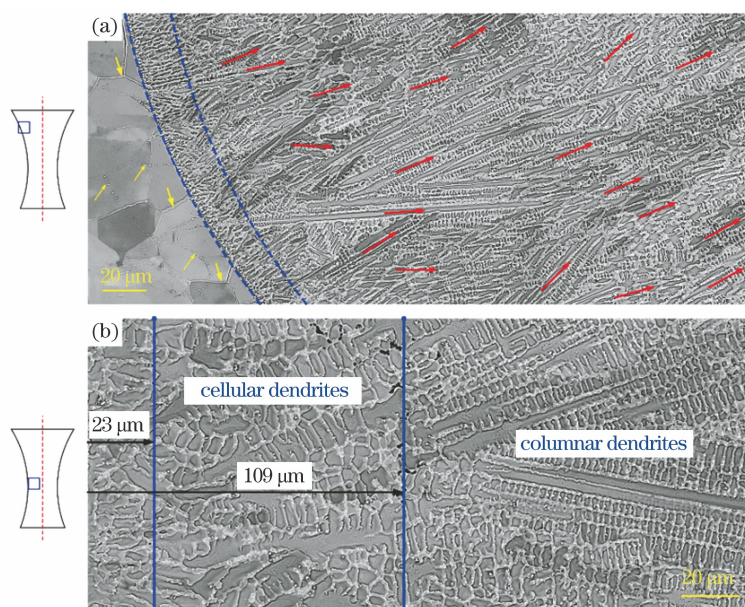 (a)
20 μm
(b)
cellular dendrites
23 μm
columnar dendrites
109 μm
20 μm